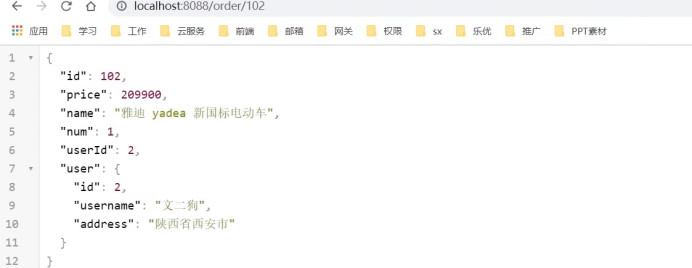 localhost:8088/order/102
应用 学习 工作 云服务 前端 邮箱 网关 权限 sx 乐优 推广 PPT素材
1 {
2 "id": 102,
3 "price": 209900,
4 "name": "雅迪 yadea 新国标电动车",
5 "num": 1,
6 "userId": 2,
7 "user": {
8 "id": 2,
9 "username": "文二狗",
10 "address": "陕西省西安市"
11 }
12 }